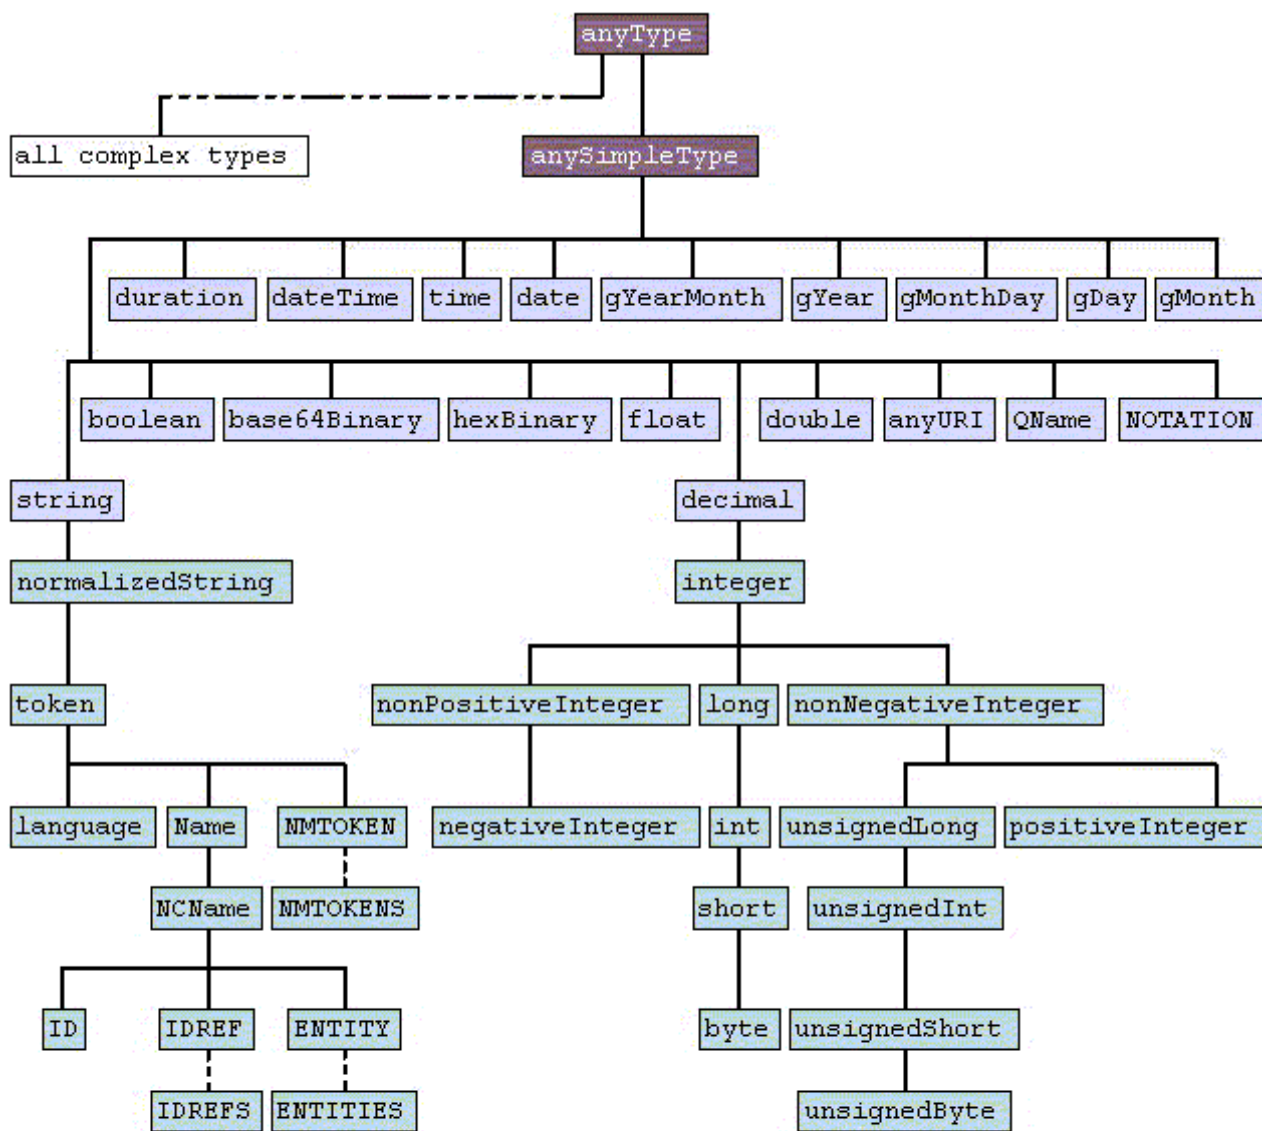 anyType
all complex types
anySimpleType
duration
dateTime
time
date
gYearMonth
gYear
gMonthDay
gDay
gMonth
boolean
base64Binary
hexBinary
float
double
anyURI
QName
NOTATION
string
decimal
normalizedString
integer
token
nonPositiveInteger
long
nonNegativeInteger
language
Name
NMTOKEN
negativeInteger
int
unsignedLong
positiveInteger
NCName
NMTOKENS
short
unsignedInt
ID
IDREF
ENTITY
byte
unsignedShort
IDREFS
ENTITIES
unsignedByte